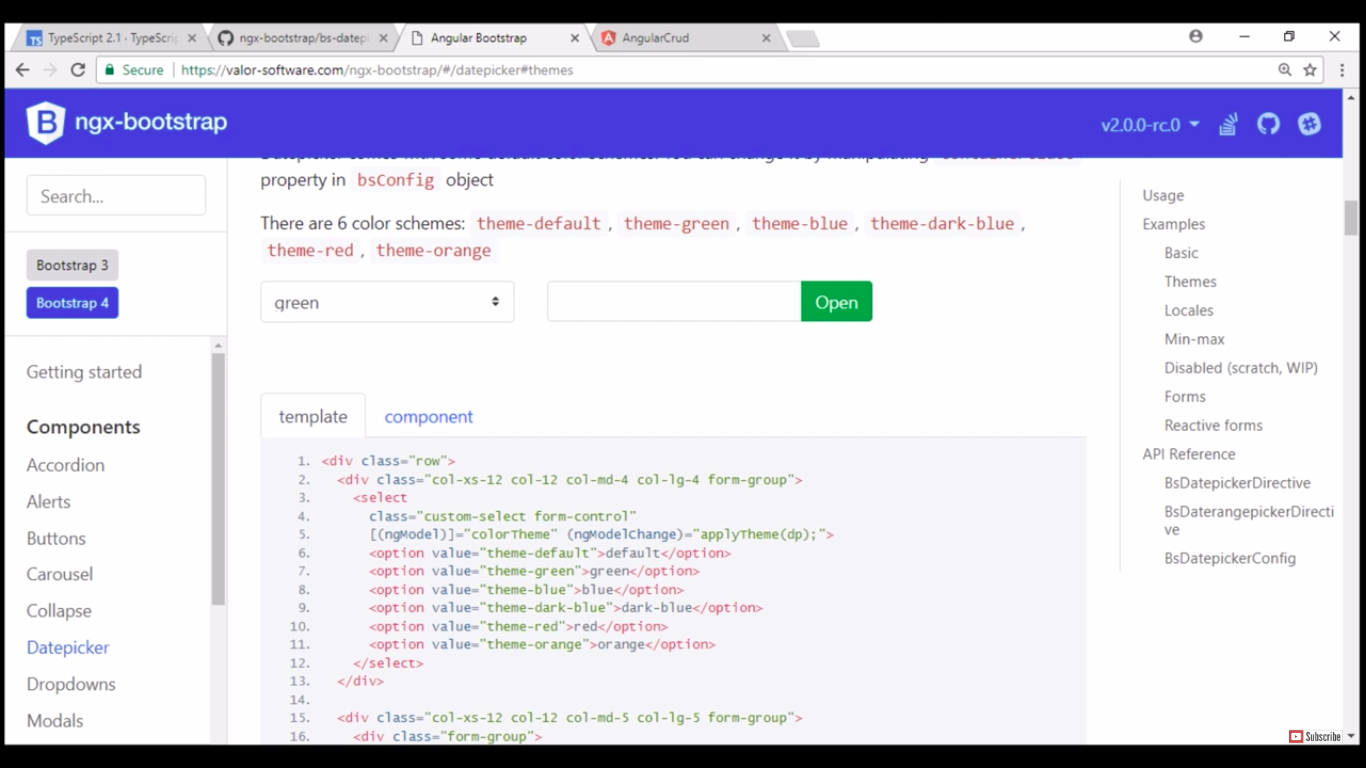 TypeScript 2.1 · TypeScri
ngx-bootstrap/bs-datepi
Angular Bootstrap
AngularCrud
Secure
https://valor-software.com/ngx-bootstrap/#/datepicker#themes
B ngx-bootstrap
v2.0.0-rc.0
property in bsConfig object
There are 6 color schemes: theme-default , theme-green , theme-blue , theme-dark-blue ,
theme-red , theme-orange
green
Open
Search...
Bootstrap 3
Bootstrap 4
Getting started
Components
Accordion
Alerts
Buttons
Carousel
Collapse
Datepicker
Dropdowns
Modals
template
component
1. <div class="row">
2. <div class="col-xs-12 col-12 col-md-4 col-lg-4 form-group">
3. <select
4. class="custom-select form-control"
5. [(ngModel)]="colorTheme" (ngModelChange)="applyTheme(dp);">
6. <option value="theme-default">default</option>
7. <option value="theme-green">green</option>
8. <option value="theme-blue">blue</option>
9. <option value="theme-dark-blue">dark-blue</option>
10. <option value="theme-red">red</option>
11. <option value="theme-orange">orange</option>
12. </select>
13. </div>
14.
15. <div class="col-xs-12 col-12 col-md-5 col-lg-5 form-group">
16. <div class="form-group">
Usage
Examples
Basic
Themes
Locales
Min-max
Disabled (scratch, WIP)
Forms
Reactive forms
API Reference
BsDatepickerDirective
BsDaterangepickerDirecti
ve
BsDatepickerConfig
Subscribe